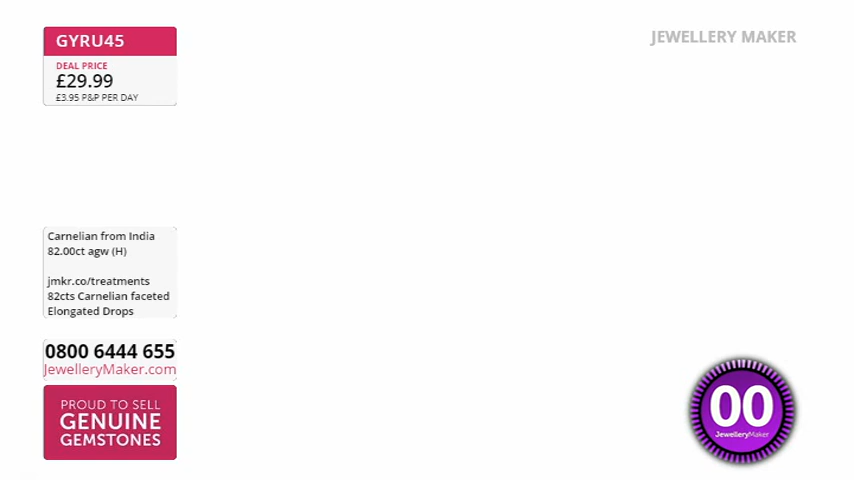 GYRU45
JEWELLERY MAKER
DEAL PRICE
£29.99
£3.95 P&P PER DAY
Carnelian from India
82.00ct agw (H)
jmkr.co/treatments
82cts Carnelian faceted
Elongated Drops
0800 6444 655
JewelleryMaker.com
PROUD TO SELL
GENUINE
GEMSTONES
00
JewelleryMaker